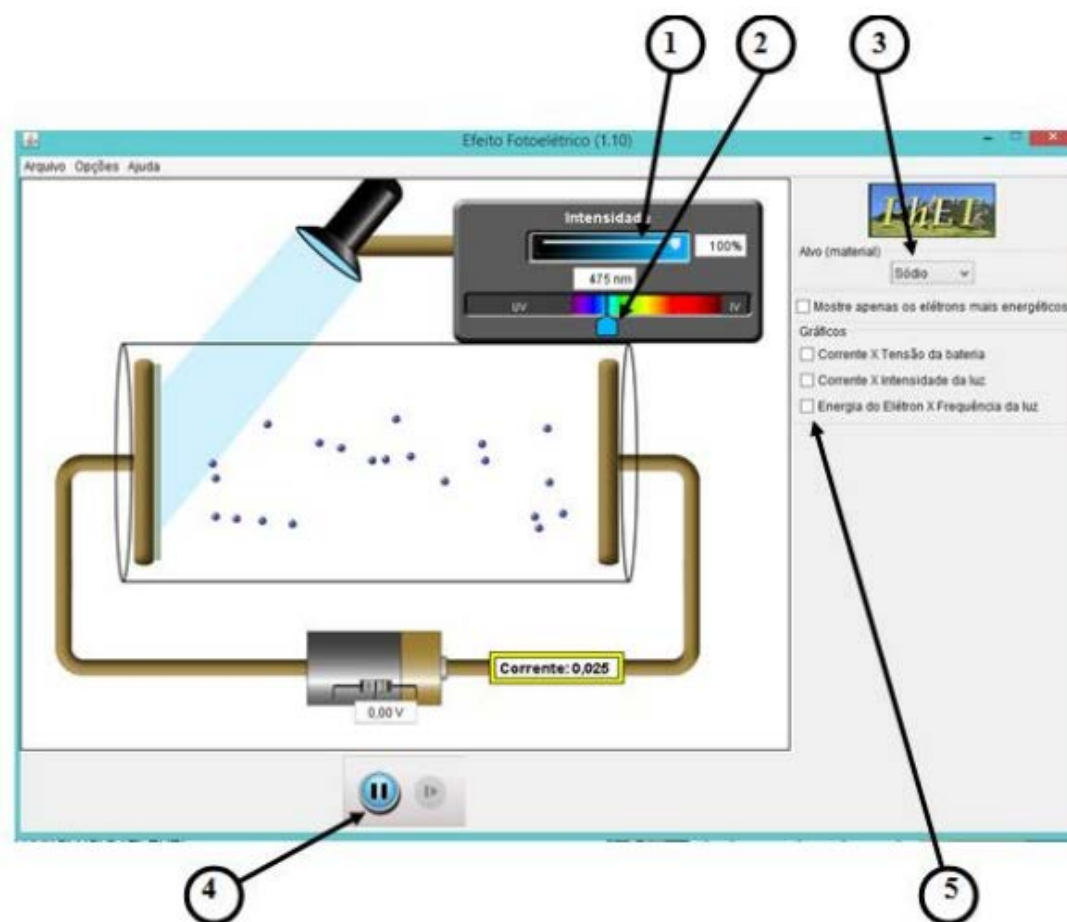 1 2 3
Efeito Fotoelétrico (1.10)
Arquivo Opções Ajuda
Intensidade
100%
475 nm
UV IV
PhET
Alvo (material)
Sódio
Mostre apenas os elétrons mais energéticos
Gráficos
Corrente X Tensão da bateria
Corrente X Intensidade da luz
Energia do Elétron X Frequência da luz
Corrente: 0,025
0,00 V
4 5